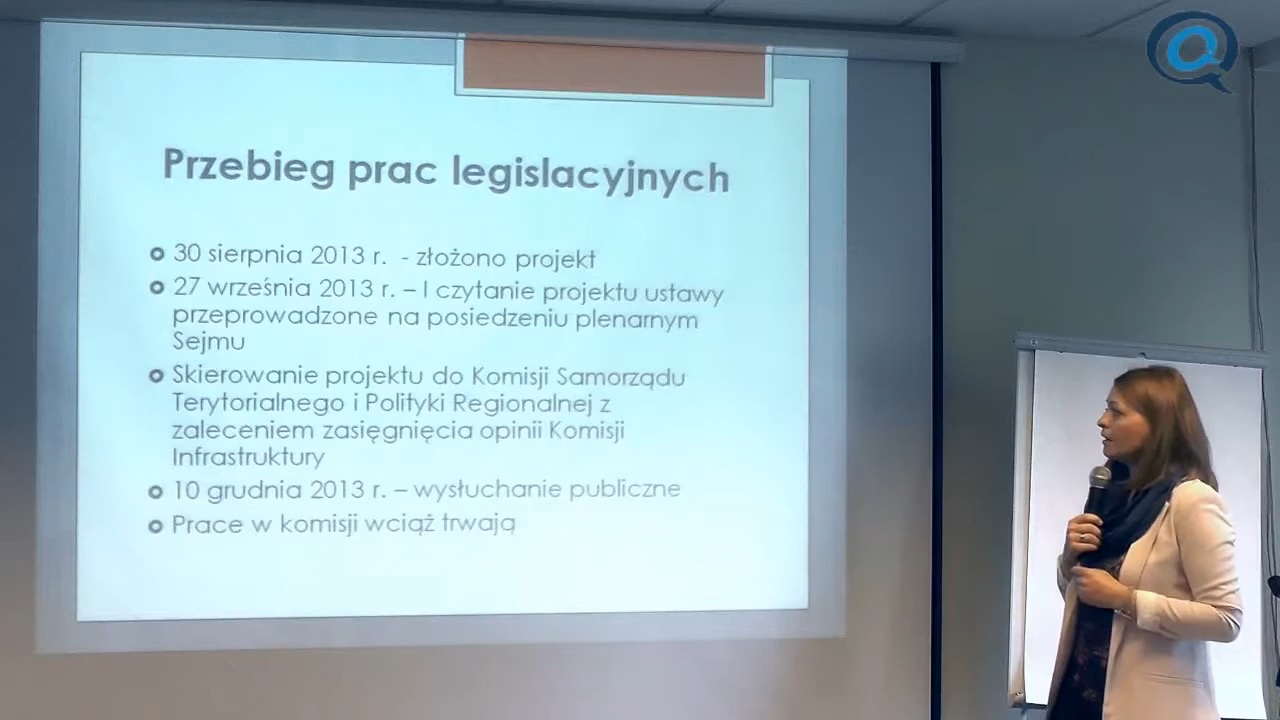 Przebieg prac legislacyjnych
30 sierpnia 2013 r. - złożono projekt
27 września 2013 r. – I czytanie projektu ustawy
przeprowadzone na posiedzeniu plenarnym
Sejmu
Skierowanie projektu do Komisji Samorządu
Terytorialnego i Polityki Regionalnej z
zaleceniem zasięgnięcia opinii Komisji
Infrastruktury
10 grudnia 2013 r. – wysłuchanie publiczne
Prace w komisji wciąż trwają